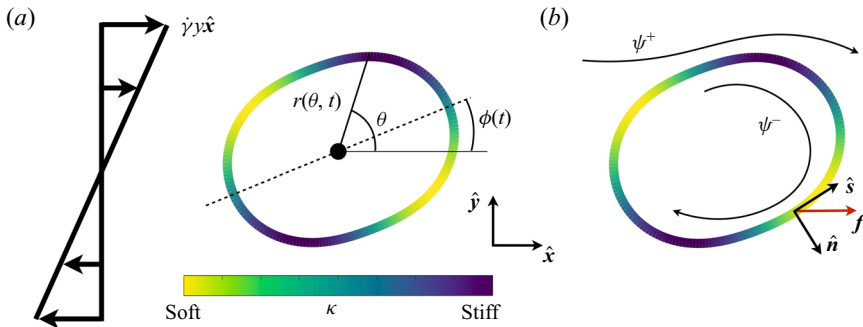 (a)
γ̇yx̂
r(θ, t)
θ
ϕ(t)
ŷ
x̂
Soft
κ
Stiff
(b)
ψ⁺
ψ⁻
ŝ
f
n̂